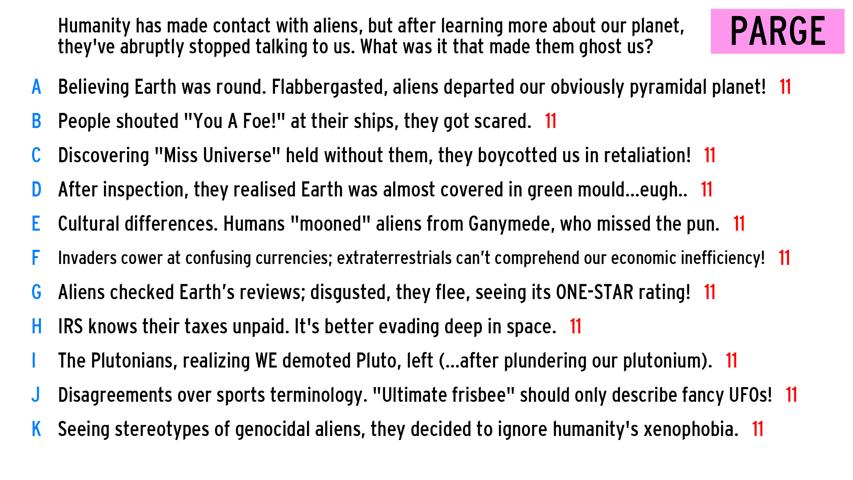 Humanity has made contact with aliens, but after learning more about our planet,
they've abruptly stopped talking to us. What was it that made them ghost us?
PARGE
A Believing Earth was round. Flabbergasted, aliens departed our obviously pyramidal planet! 11
B People shouted "You A Foe!" at their ships, they got scared. 11
C Discovering "Miss Universe" held without them, they boycotted us in retaliation! 11
D After inspection, they realised Earth was almost covered in green mould...eugh.. 11
E Cultural differences. Humans "mooned" aliens from Ganymede, who missed the pun. 11
F Invaders cower at confusing currencies; extraterrestrials can't comprehend our economic inefficiency! 11
G Aliens checked Earth's reviews; disgusted, they flee, seeing its ONE-STAR rating! 11
H IRS knows their taxes unpaid. It's better evading deep in space. 11
I The Plutonians, realizing WE demoted Pluto, left (...after plundering our plutonium). 11
J Disagreements over sports terminology. "Ultimate frisbee" should only describe fancy UFOs! 11
K Seeing stereotypes of genocidal aliens, they decided to ignore humanity's xenophobia. 11